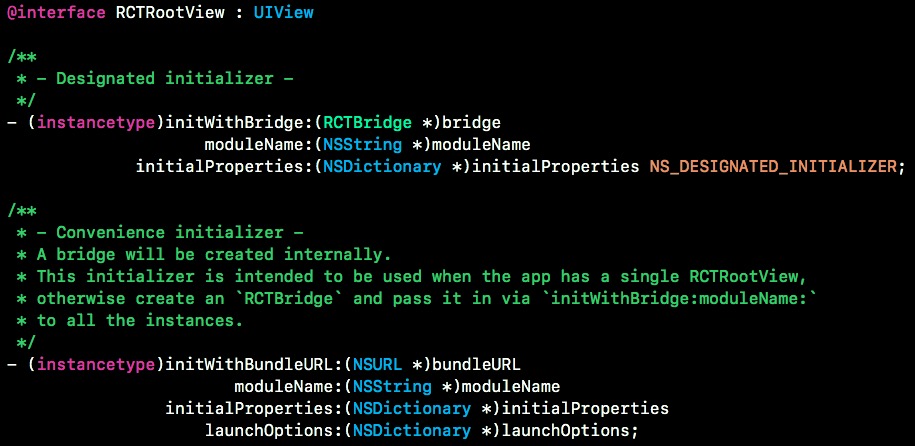 @interface RCTRootView : UIView

/**
 * - Designated initializer -
 */
- (instancetype)initWithBridge:(RCTBridge *)bridge
                    moduleName:(NSString *)moduleName
             initialProperties:(NSDictionary *)initialProperties NS_DESIGNATED_INITIALIZER;

/**
 * - Convenience initializer -
 * A bridge will be created internally.
 * This initializer is intended to be used when the app has a single RCTRootView,
 * otherwise create an `RCTBridge` and pass it in via `initWithBridge:moduleName:`
 * to all the instances.
 */
- (instancetype)initWithBundleURL:(NSURL *)bundleURL
                       moduleName:(NSString *)moduleName
                initialProperties:(NSDictionary *)initialProperties
                    launchOptions:(NSDictionary *)launchOptions;